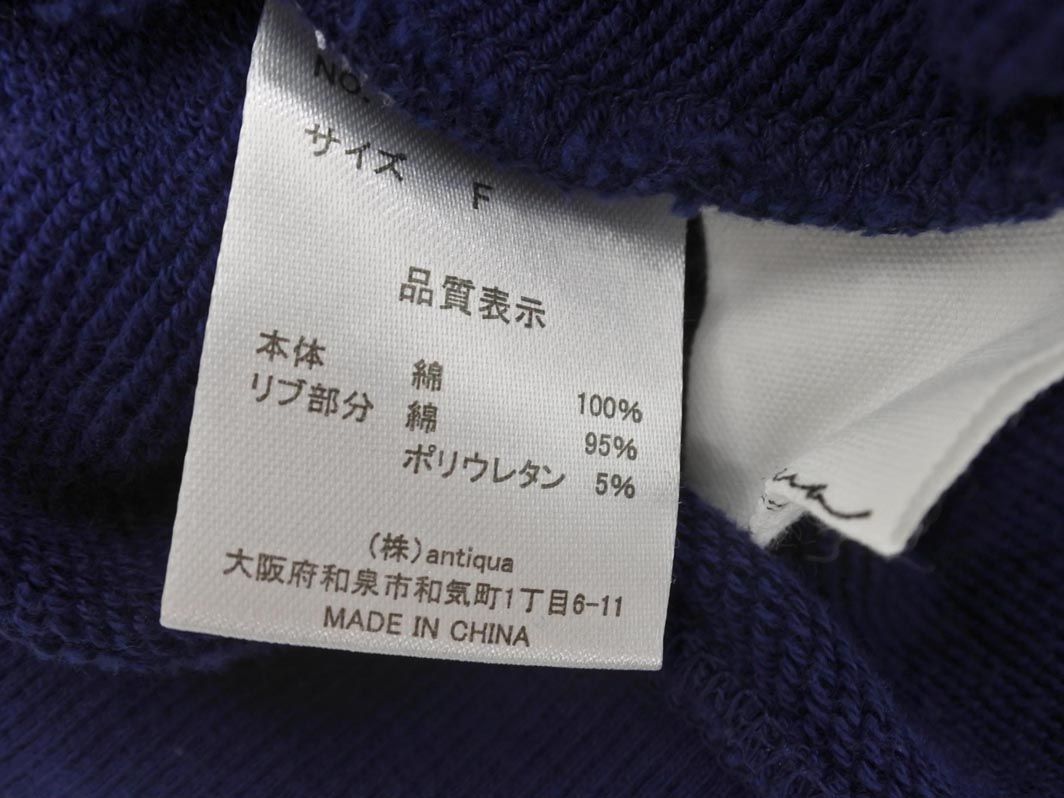 NO.
サイズ F
品質表示
本体 綿 100%
リブ部分 綿 95%
ポリウレタン 5%
(株)antiqua
大阪府和泉市和気町1丁目6-11
MADE IN CHINA